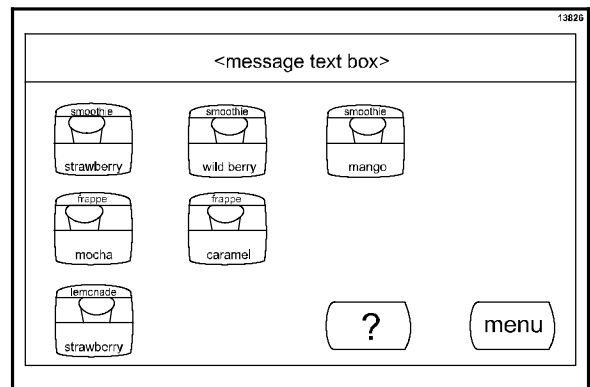 13826
<message text box>
smoothie
strawberry
smoothie
wild berry
smoothie
mango
frappe
mocha
frappe
caramel
lemonade
strawberry
?
menu